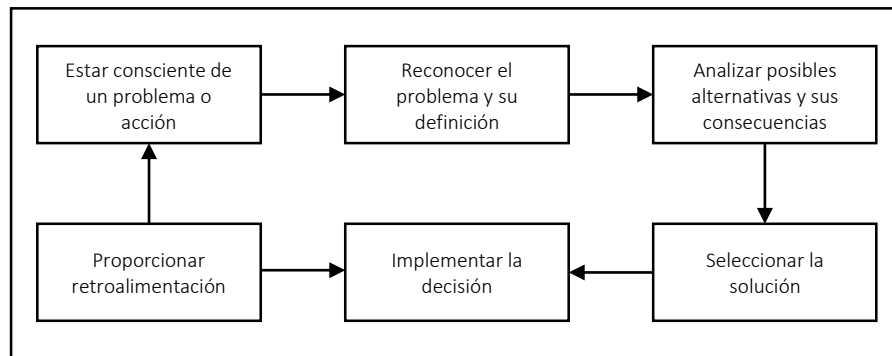 Estar consciente de
un problema o
acción
Reconocer el
problema y su
definición
Analizar posibles
alternativas y sus
consecuencias
Proporcionar
retroalimentación
Implementar la
decisión
Seleccionar la
solución